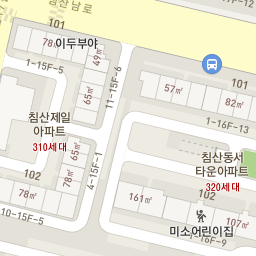 침산남로
101
101
78㎡
이두부야
49㎡
1-15F-5
11-15F-6
65㎡
57㎡
82㎡
1-16F-13
침산제일
아파트
310세대
65㎡
침산동서
타운아파트
320세대
102
78㎡
78㎡
4-15F-1
102
161㎡
107㎡
미소어린이집
10-15F-5
16F-9